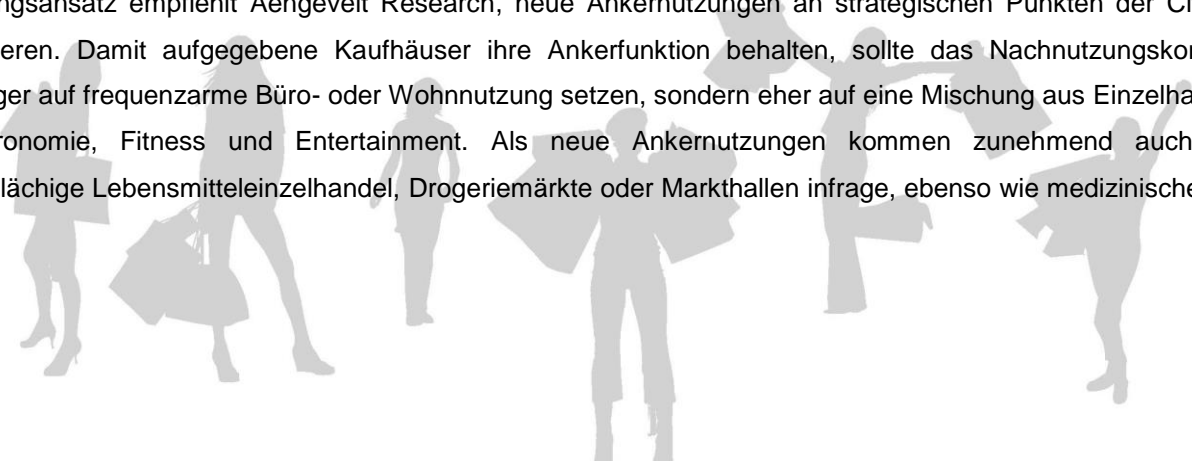 ngsansatz empfiehlt Aengevelt Research, neue Ankernutzungen an strategischen Punkten der Ci
eren. Damit aufgegebene Kaufhäuser ihre Ankerfunktion behalten, sollte das Nachnutzungskon
ger auf frequenzarme Büro- oder Wohnnutzung setzen, sondern eher auf eine Mischung aus Einzelha
ronomie, Fitness und Entertainment. Als neue Ankernutzungen kommen zunehmend auch
lächige Lebensmitteleinzelhandel, Drogeriemärkte oder Markthallen infrage, ebenso wie medizinische